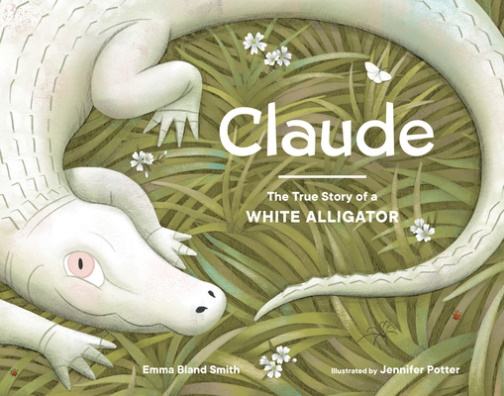 Claude
The True Story of a
WHITE ALLIGATOR
Emma Bland Smith
Illustrated by Jennifer Potter